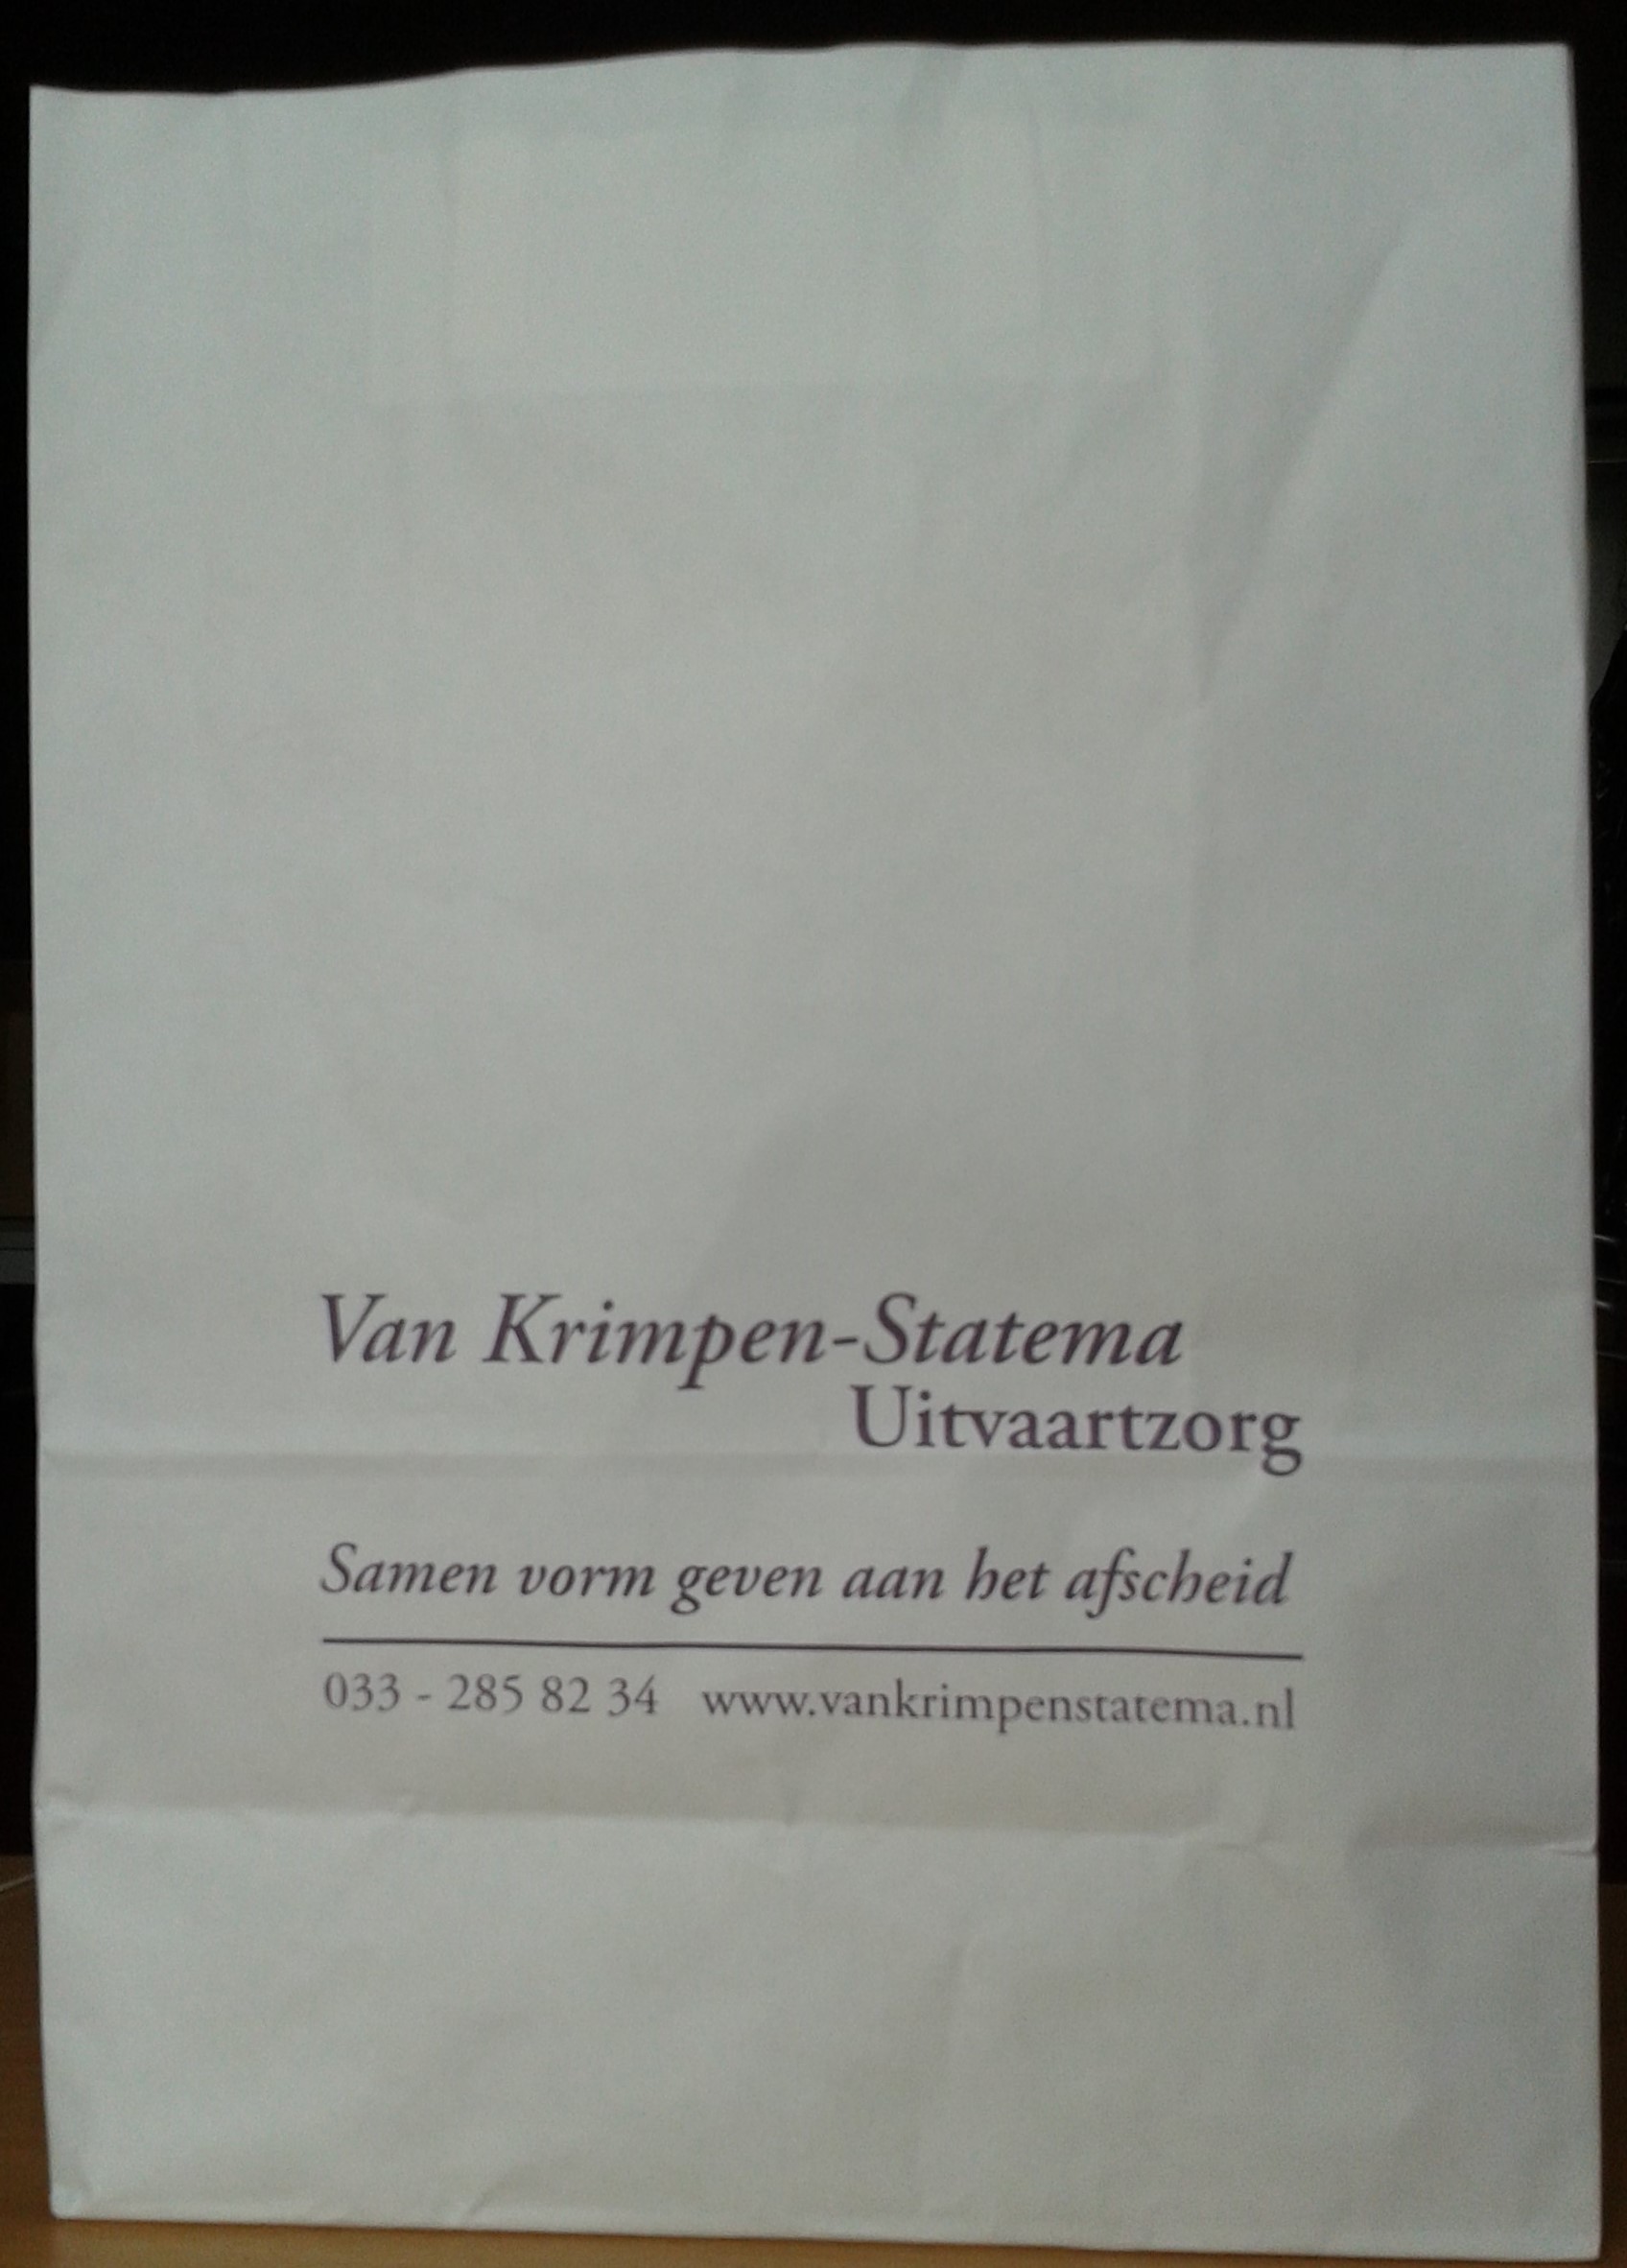 Van Krimpen-Statema
Uitvaartzorg
Samen vorm geven aan het afscheid
033 - 285 82 34 www.vankrimpenstatema.nl